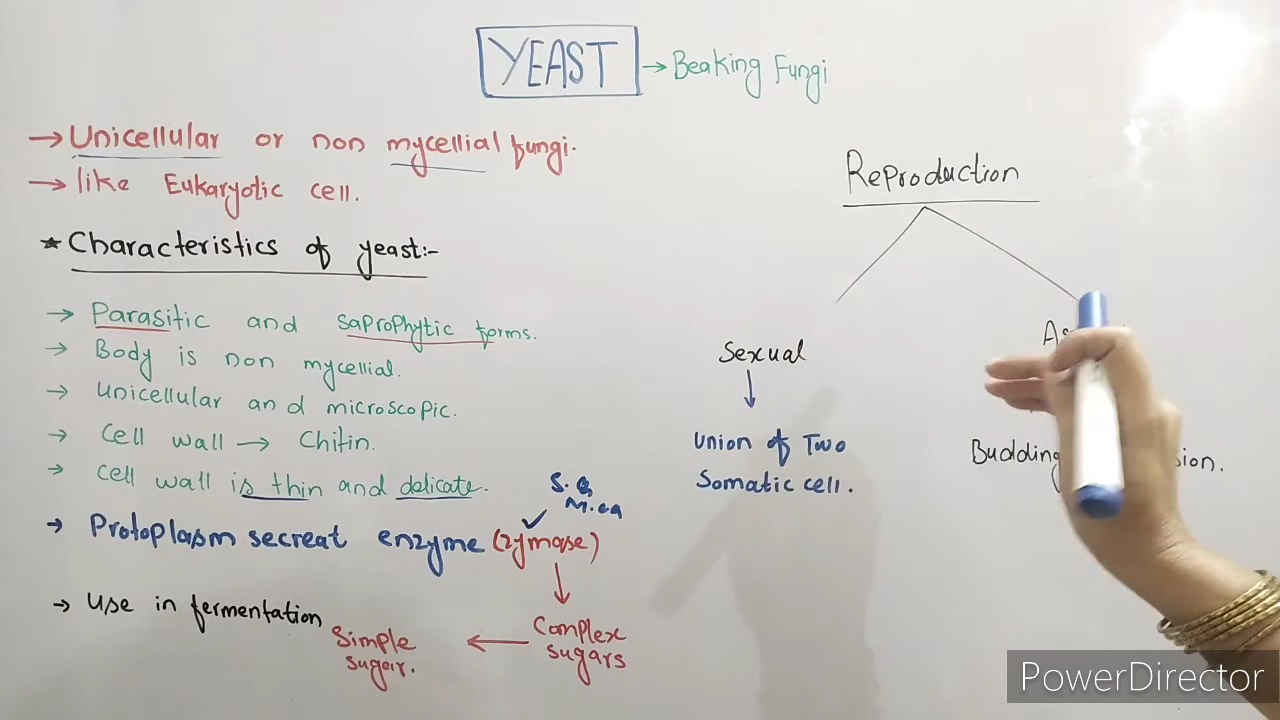 YEAST → Beaking Fungi
→ Unicellular or non mycellial fungi.
→ like Eukaryotic cell.
* Characteristics of yeast:-
→ Parasitic and saprophytic forms.
→ Body is non mycellial.
→ unicellular and microscopic.
→ cell wall → Chitin.
→ cell wall is thin and delicate.
→ Protoplasm secreat enzyme (zymase)
→ use in fermentation
Complex
sugars
Simple
sugar.
Reproduction
Sexual
Union of Two
Somatic cell.
Budding
PowerDirector